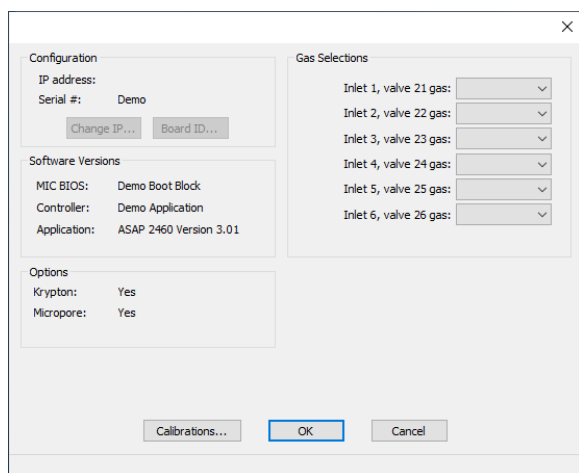 Configuration
IP address:
Serial #: Demo
Change IP... Board ID...
Software Versions
MIC BIOS: Demo Boot Block
Controller: Demo Application
Application: ASAP 2460 Version 3.01
Options
Krypton: Yes
Micropore: Yes
Gas Selections
Inlet 1, valve 21 gas:
Inlet 2, valve 22 gas:
Inlet 3, valve 23 gas:
Inlet 4, valve 24 gas:
Inlet 5, valve 25 gas:
Inlet 6, valve 26 gas:
Calibrations... OK Cancel